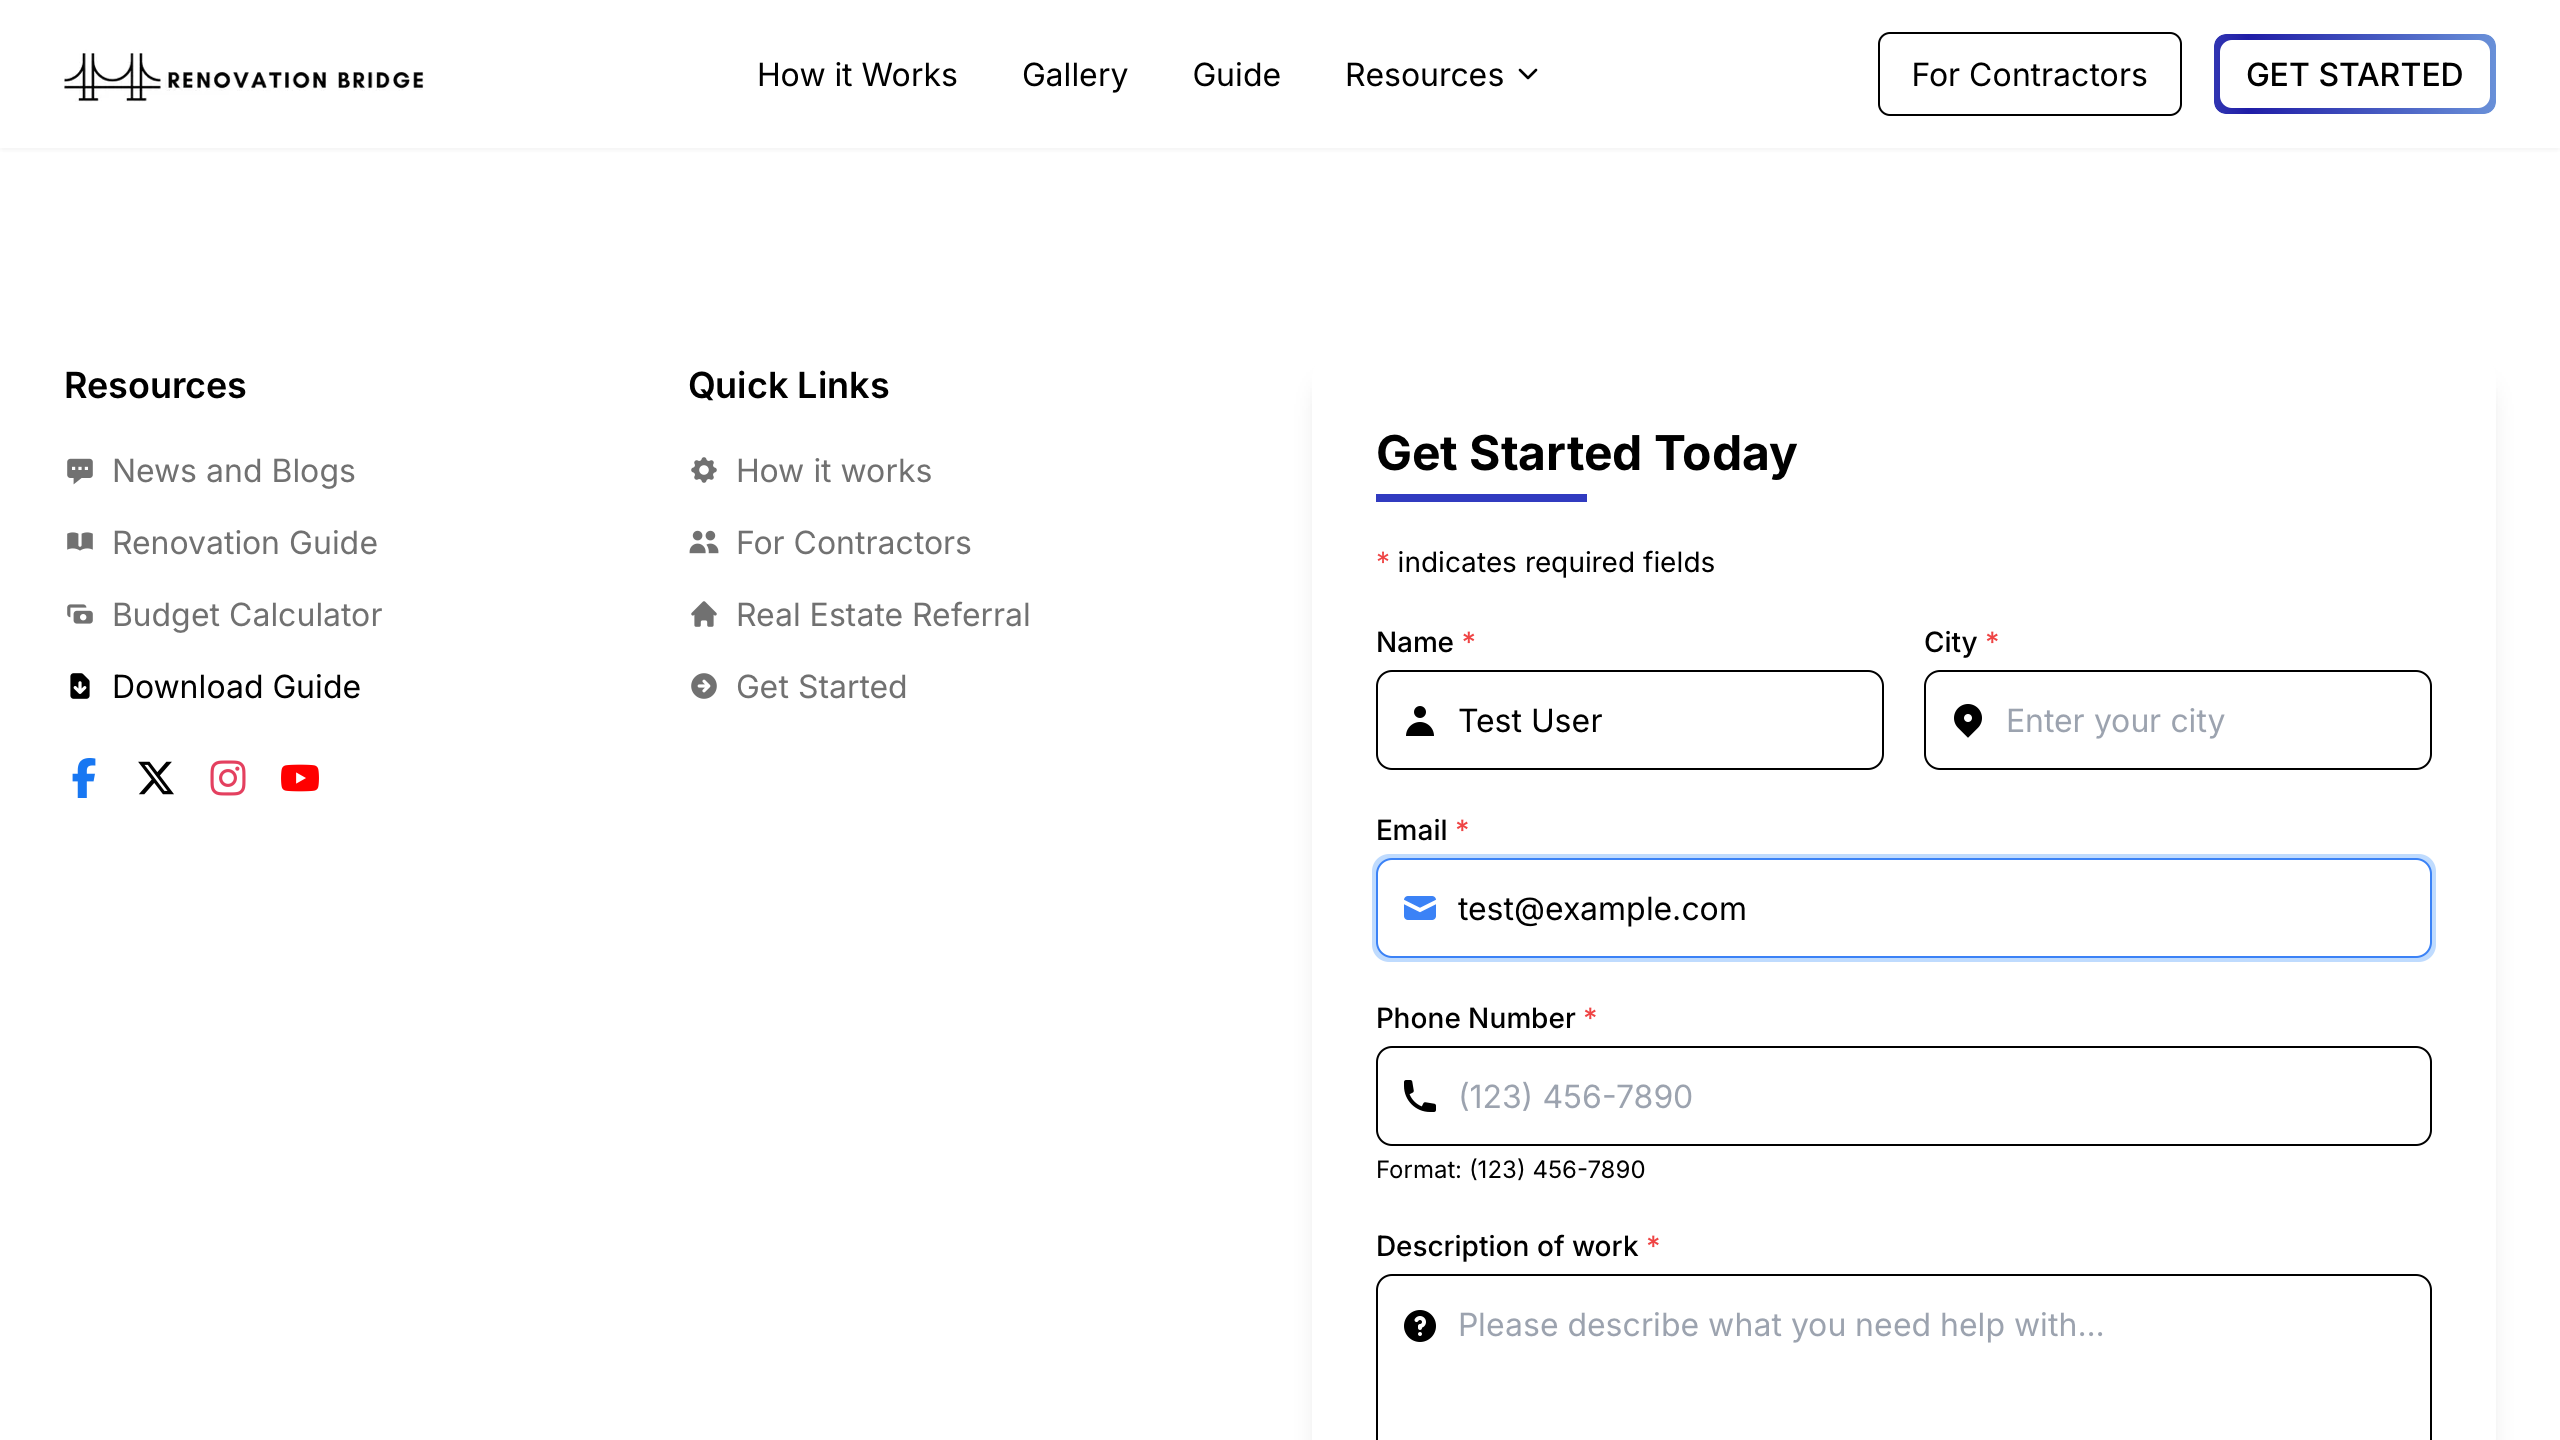 RENOVATION BRIDGE
How it Works
Gallery
Guide
Resources
For Contractors
GET STARTED
Resources
News and Blogs
Renovation Guide
Budget Calculator
Download Guide
Quick Links
How it works
For Contractors
Real Estate Referral
Get Started
Get Started Today
* indicates required fields
Name *
Test User
City *
Enter your city
Email *
test@example.com
Phone Number *
(123) 456-7890
Format: (123) 456-7890
Description of work *
Please describe what you need help with...